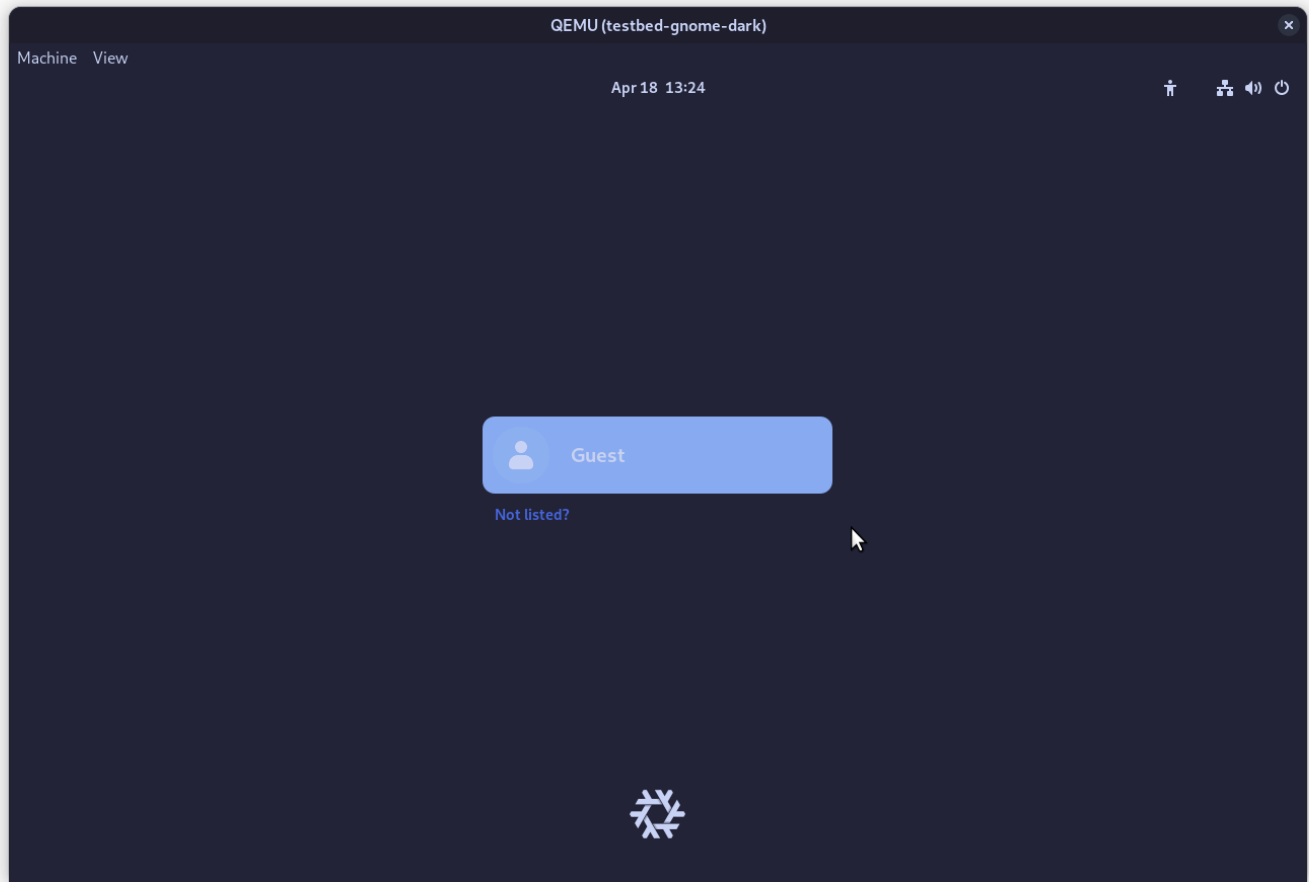 QEMU (testbed-gnome-dark)
Machine View
Apr 18 13:24
Guest
Not listed?